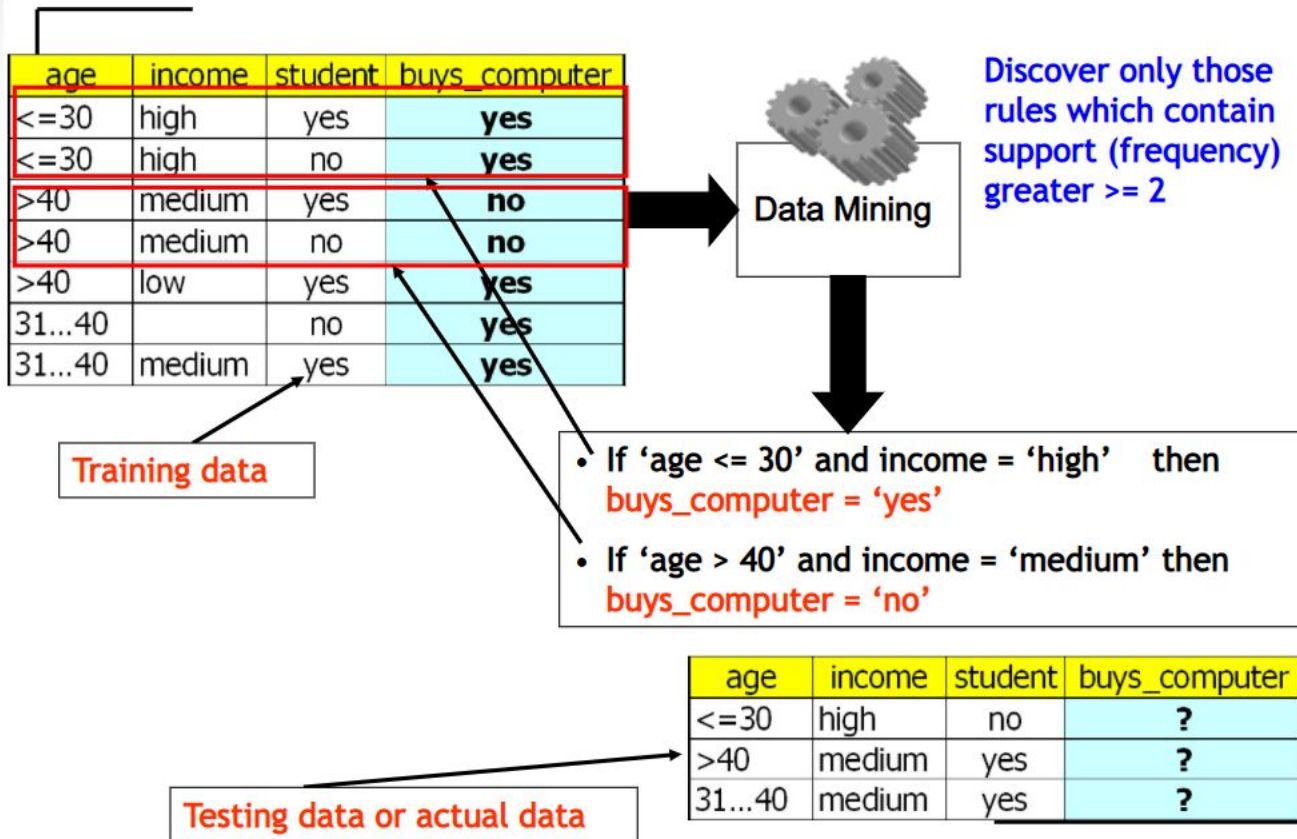 age income student buys_computer
<=30 high yes yes
<=30 high no yes
>40 medium yes no
>40 medium no no
>40 low yes yes
31...40 no yes
31...40 medium yes yes
Data Mining
Discover only those
rules which contain
support (frequency)
greater >= 2
Training data
• If ‘age <= 30’ and income = ‘high’ then
buys_computer = ‘yes’
• If ‘age > 40’ and income = ‘medium’ then
buys_computer = ‘no’
age income student buys_computer
<=30 high no ?
>40 medium yes ?
31...40 medium yes ?
Testing data or actual data